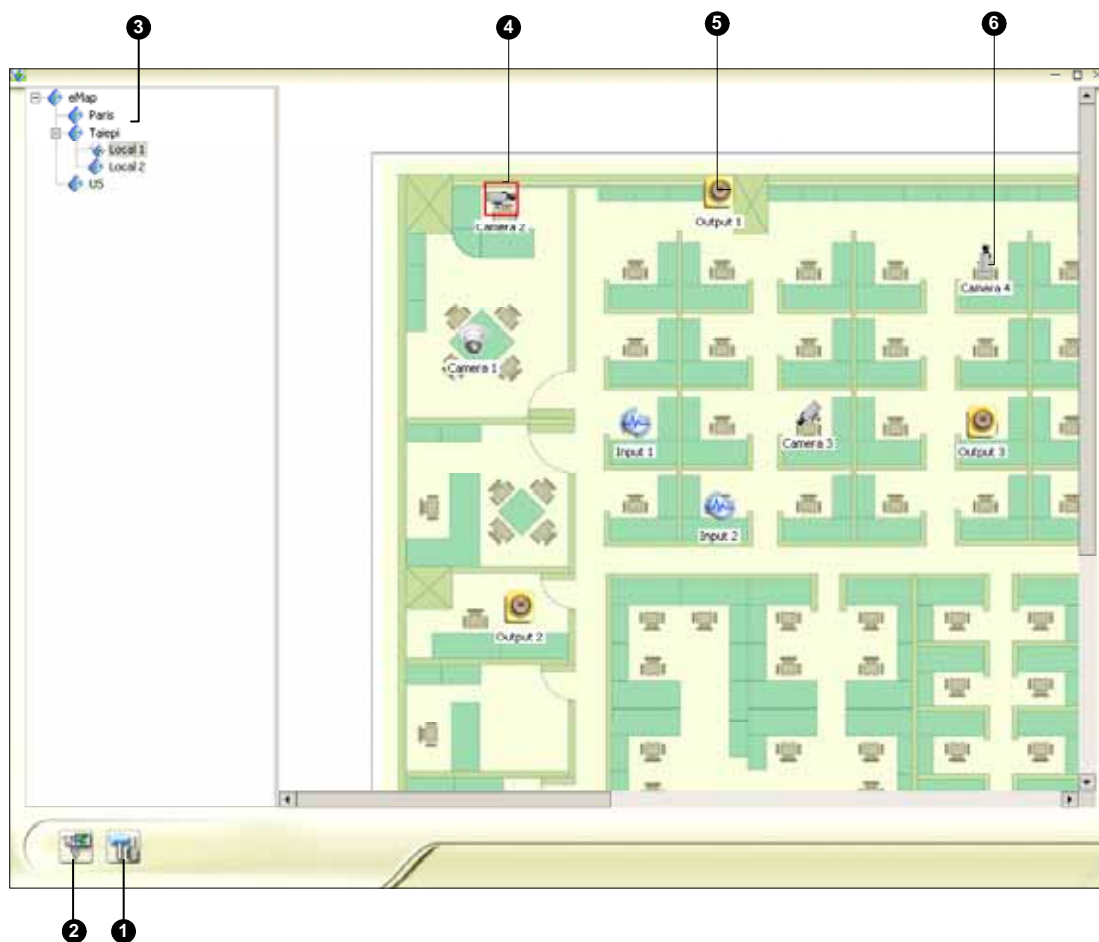 3
4
5
6
eMap
Paris
Taiepi
Local 1
Local 2
US
Camera 2
Output 1
Camera 4
Camera 1
Input 1
Camera 3
Output 3
Input 2
Output 2
2
1